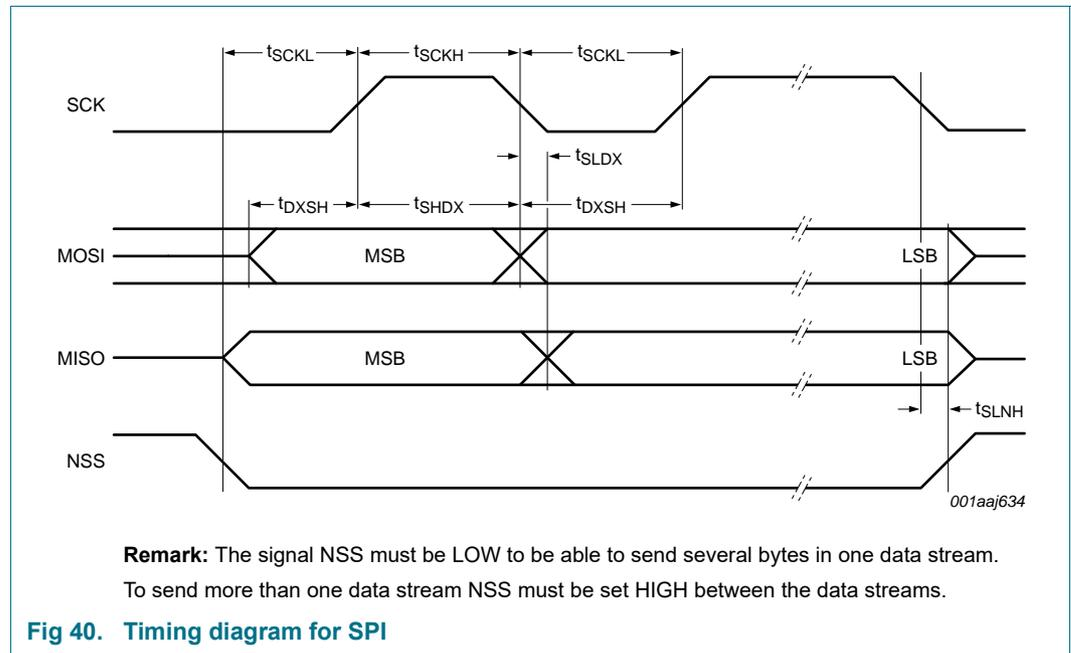 tSCKL tSCKH tSCKL
SCK
tSLDX
tDXSH tSHDX tDXSH
MOSI MSB LSB
MISO MSB LSB
tSLNH
NSS
001aaj634
Remark: The signal NSS must be LOW to be able to send several bytes in one data stream.
To send more than one data stream NSS must be set HIGH between the data streams.
Fig 40. Timing diagram for SPI